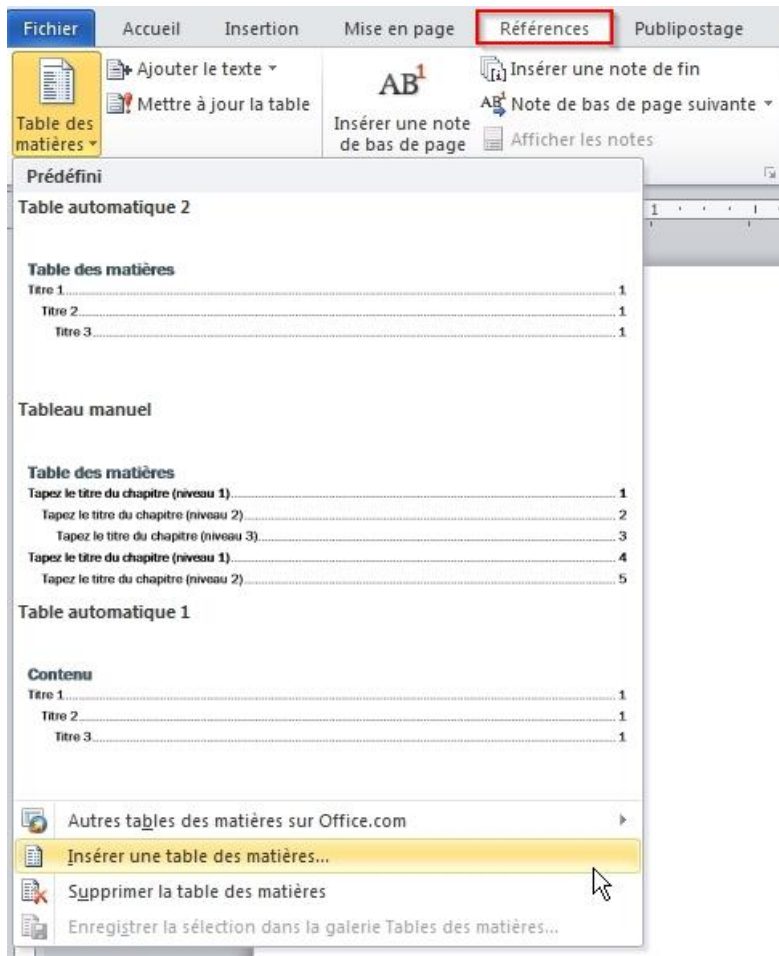 Fichier Accueil Insertion Mise en page Références Publipostage
Table des matières
Ajouter le texte
Mettre à jour la table
AB1
Insérer une note de bas de page
[i] Insérer une note de fin
AB Note de bas de page suivante
Afficher les notes
1
Prédéfini
Table automatique 2
Table des matières
Titre 1 1
Titre 2 1
Titre 3 1
Tableau manuel
Table des matières
Tapez le titre du chapitre (niveau 1) 1
Tapez le titre du chapitre (niveau 2) 2
Tapez le titre du chapitre (niveau 3) 3
Tapez le titre du chapitre (niveau 1) 4
Tapez le titre du chapitre (niveau 2) 5
Table automatique 1
Contenu
Titre 1 1
Titre 2 1
Titre 3 1
Autres tables des matières sur Office.com
Insérer une table des matières...
Supprimer la table des matières
Enregistrer la sélection dans la galerie Tables des matières...